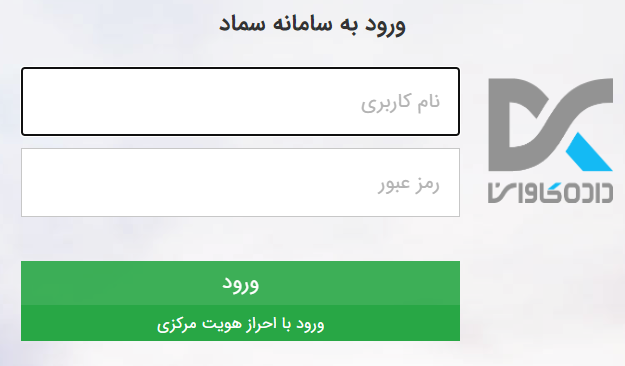 ورود به سامانه سماد
نام کاربری
داده‌کاوان
رمز عبور
ورود
ورود با احراز هویت مرکزی